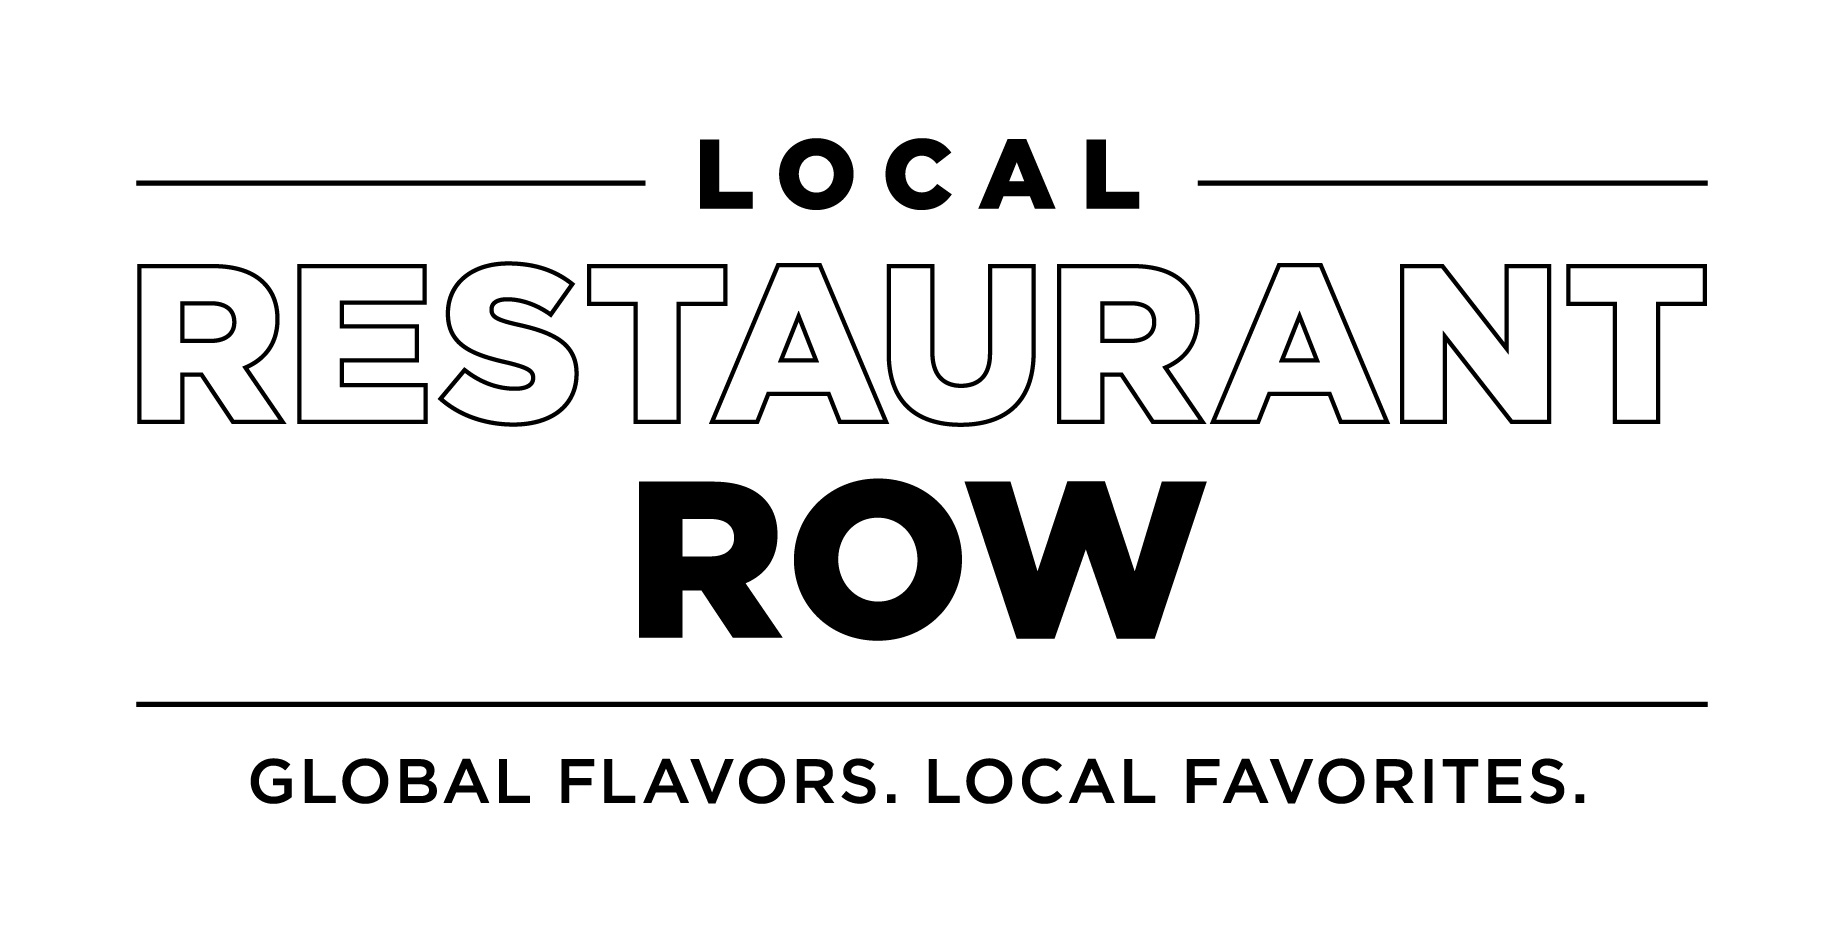 LOCAL
RESTAURANT
ROW
GLOBAL FLAVORS. LOCAL FAVORITES.